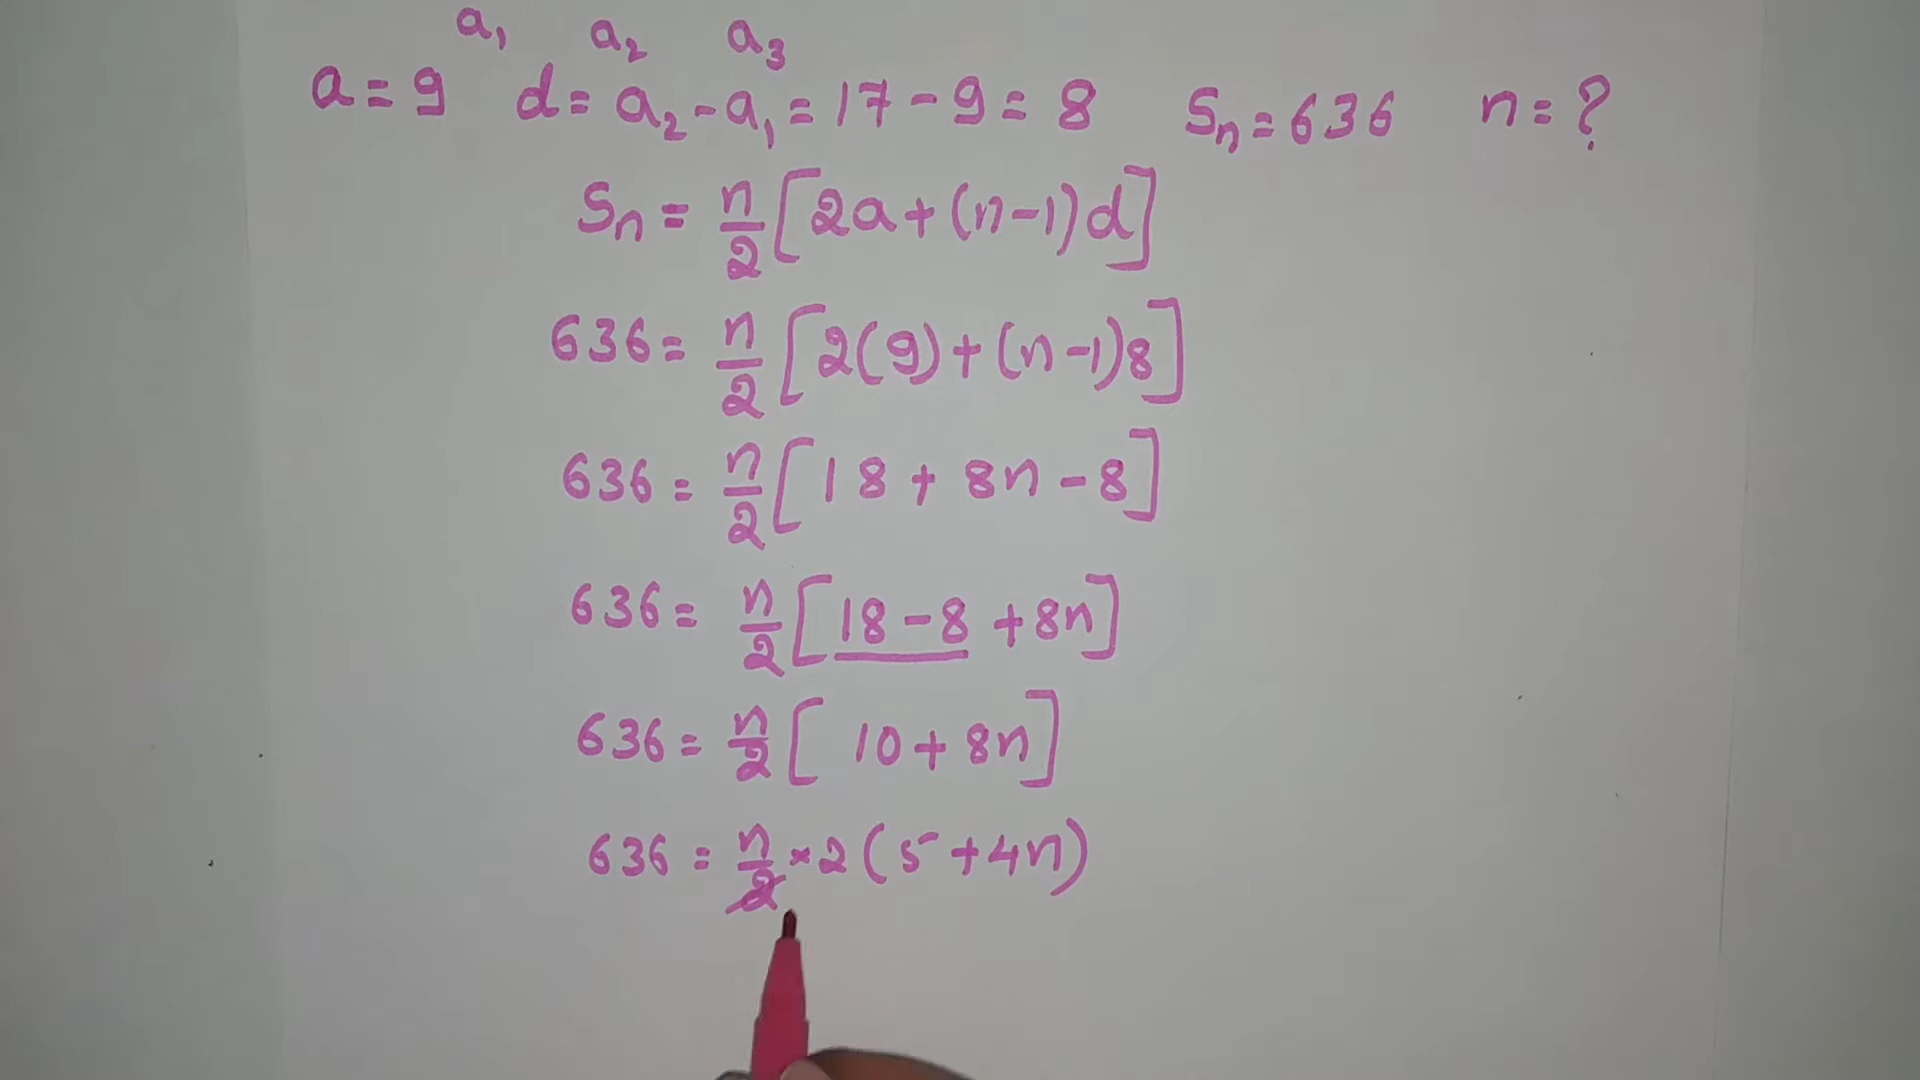 a₁ a₂ a₃
a = 9 d = a₂ - a₁ = 17 - 9 = 8 Sₙ = 636 n = ?
Sₙ = n/2 [2a + (n-1)d]
636 = n/2 [2(9) + (n-1)8]
636 = n/2 [18 + 8n - 8]
636 = n/2 [18 - 8 + 8n]
636 = n/2 [10 + 8n]
636 = n/2 × 2 (5 + 4n)